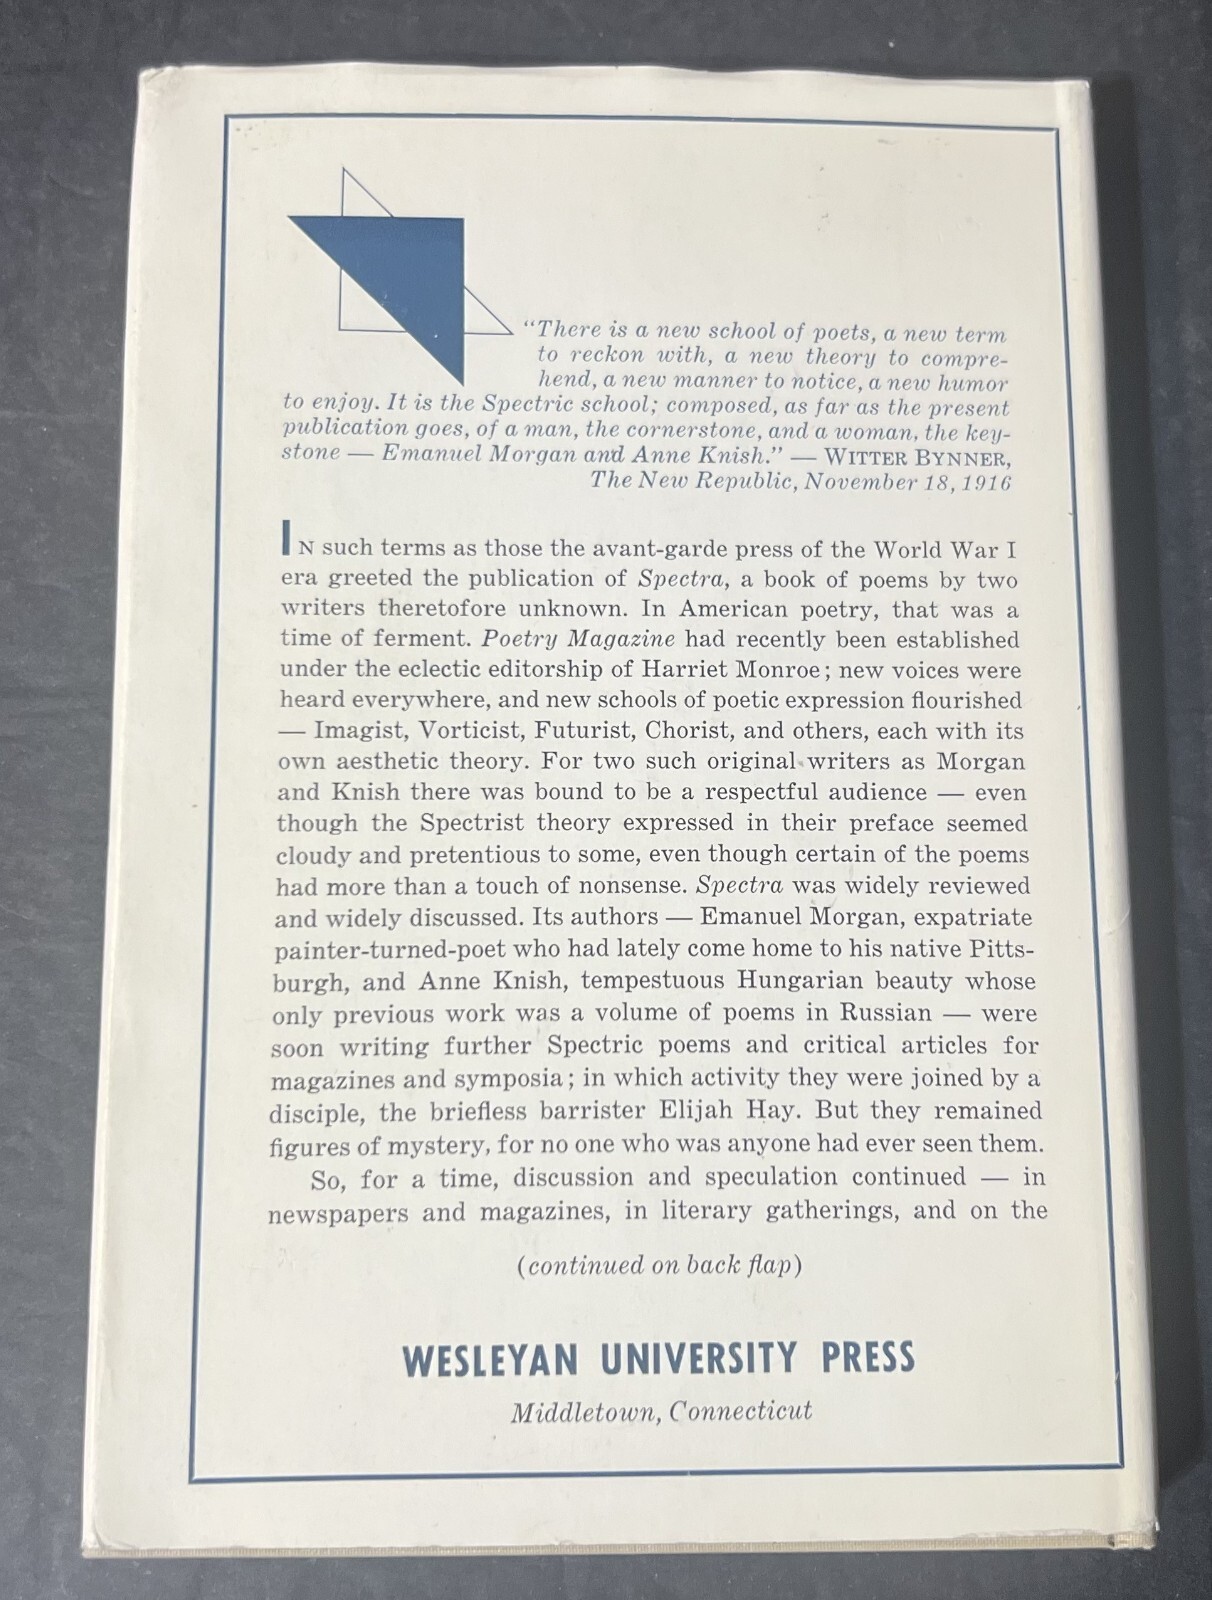 “There is a new school of poets, a new term
to reckon with, a new theory to compre-
hend, a new manner to notice, a new humor
to enjoy. It is the Spectric school; composed, as far as the present
publication goes, of a man, the cornerstone, and a woman, the key-
stone — Emanuel Morgan and Anne Knish.” — WITTER BYNNER,
The New Republic, November 18, 1916
IN such terms as those the avant-garde press of the World War I
era greeted the publication of Spectra, a book of poems by two
writers theretofore unknown. In American poetry, that was a
time of ferment. Poetry Magazine had recently been established
under the eclectic editorship of Harriet Monroe; new voices were
heard everywhere, and new schools of poetic expression flourished
— Imagist, Vorticist, Futurist, Chorist, and others, each with its
own aesthetic theory. For two such original writers as Morgan
and Knish there was bound to be a respectful audience — even
though the Spectrist theory expressed in their preface seemed
cloudy and pretentious to some, even though certain of the poems
had more than a touch of nonsense. Spectra was widely reviewed
and widely discussed. Its authors — Emanuel Morgan, expatriate
painter-turned-poet who had lately come home to his native Pitts-
burgh, and Anne Knish, tempestuous Hungarian beauty whose
only previous work was a volume of poems in Russian — were
soon writing further Spectric poems and critical articles for
magazines and symposia; in which activity they were joined by a
disciple, the briefless barrister Elijah Hay. But they remained
figures of mystery, for no one who was anyone had ever seen them.
So, for a time, discussion and speculation continued — in
newspapers and magazines, in literary gatherings, and on the
(continued on back flap)
WESLEYAN UNIVERSITY PRESS
Middletown, Connecticut